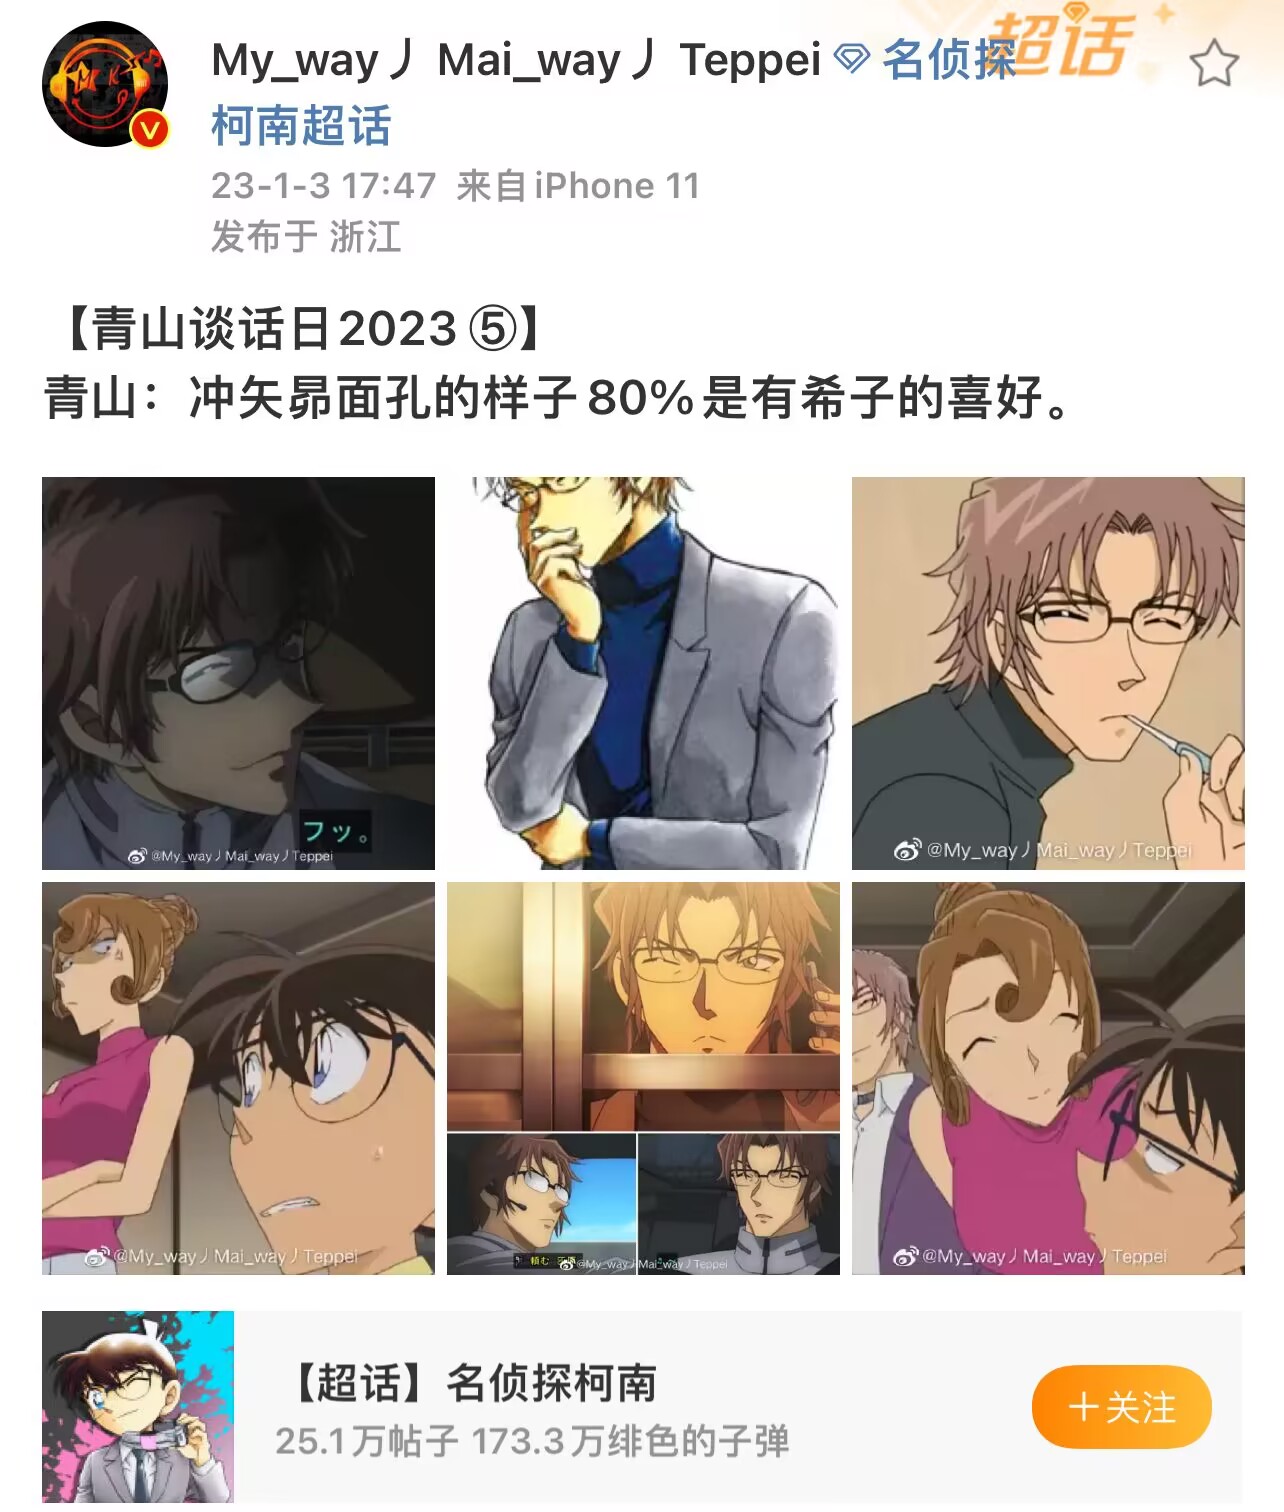 My_way丿Mai_way丿Teppei 名侦探
超话
柯南超话
23-1-3 17:47 来自iPhone 11
发布于 浙江
【青山谈话日2023⑤】
青山：冲矢昴面孔的样子80%是有希子的喜好。
フッ。
@My_way丿Mai_way丿Teppei
@My_way丿Mai_way丿Teppei
@My_way丿Mai_way丿Teppei
頼む
@My_way丿Mai_way丿Teppei
@My_way丿Mai_way丿Teppei
【超话】名侦探柯南
25.1万帖子 173.3万绯色的子弹
+关注